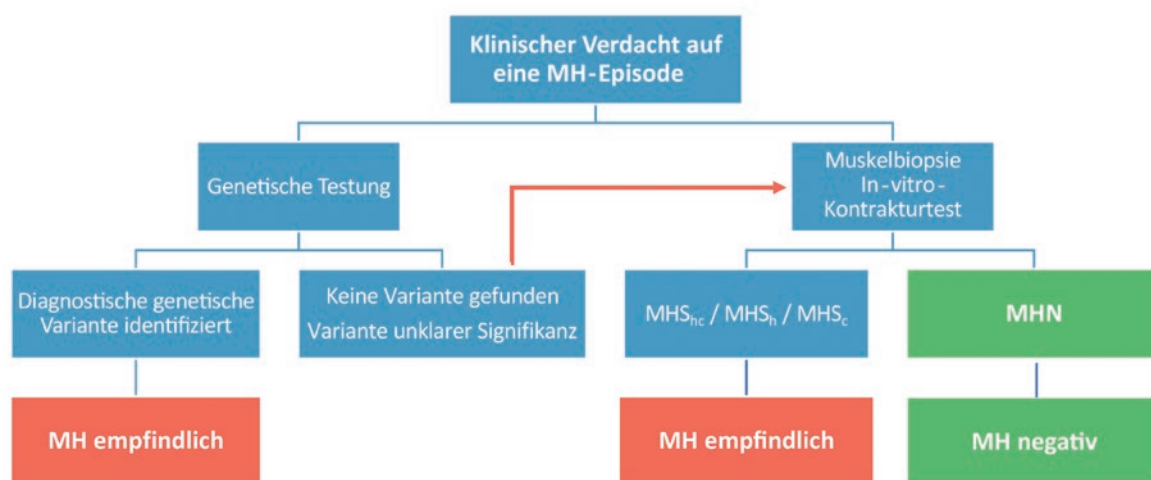 Klinischer Verdacht auf
eine MH-Episode
Genetische Testung
Muskelbiopsie
In-vitro-
Kontrakturtest
Diagnostische genetische
Variante identifiziert
Keine Variante gefunden
Variante unklarer Signifikanz
MHShc / MHSh / MHSc
MHN
MH empfindlich
MH empfindlich
MH negativ